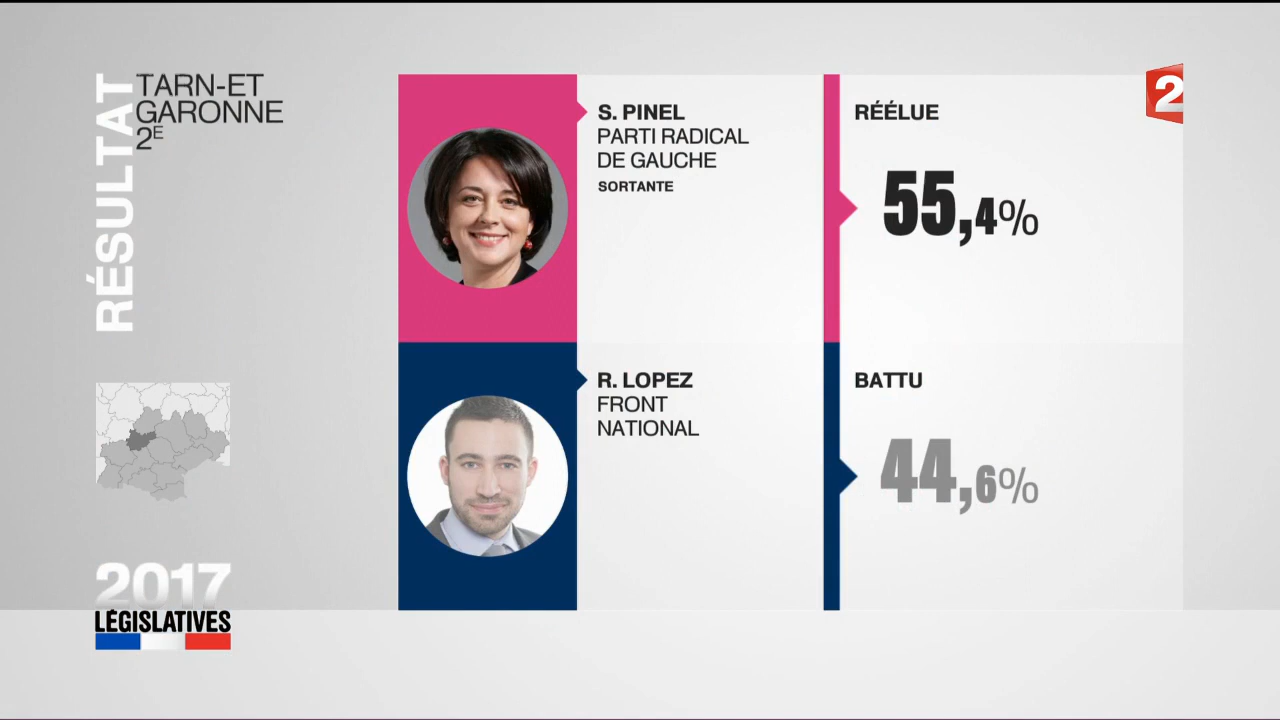 RÉSULTAT
TARN-ET
GARONNE
2E
S. PINEL
PARTI RADICAL
DE GAUCHE
SORTANTE
RÉÉLUE
55,4%
2
R. LOPEZ
FRONT
NATIONAL
BATTU
44,6%
2017
LÉGISLATIVES